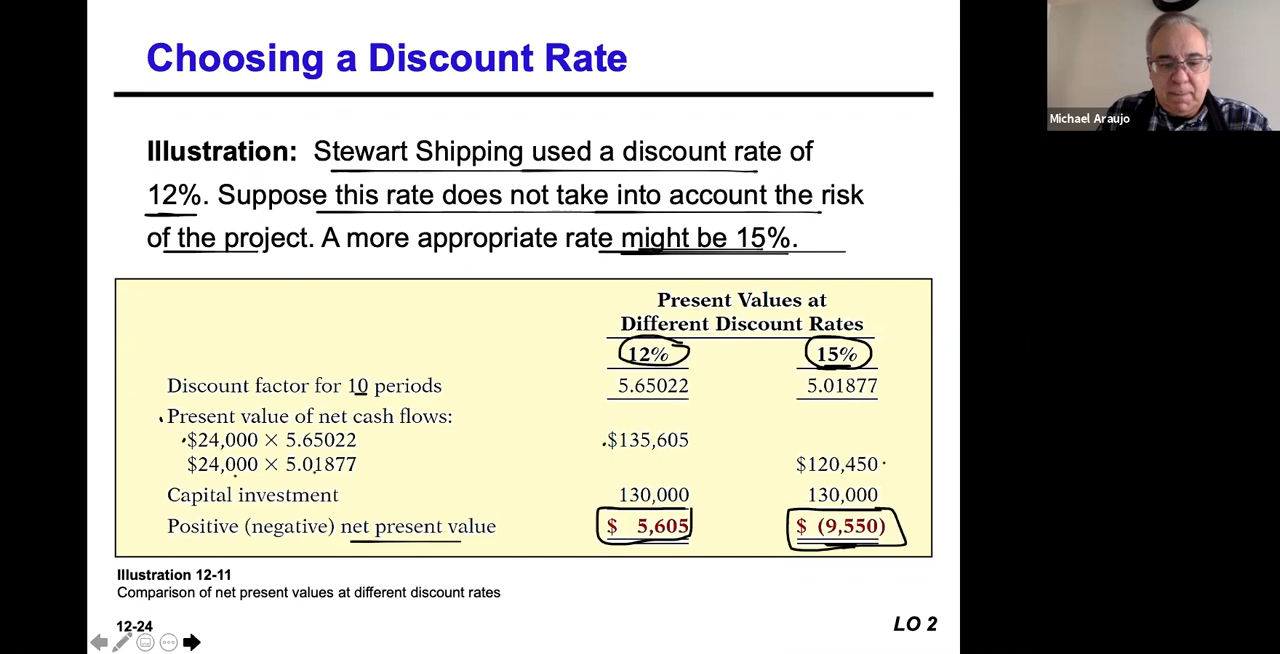 Choosing a Discount Rate
Michael Araujo
Illustration: Stewart Shipping used a discount rate of
12%. Suppose this rate does not take into account the risk
of the project. A more appropriate rate might be 15%.
Present Values at
Different Discount Rates
12% 15%
Discount factor for 10 periods 5.65022 5.01877
Present value of net cash flows:
$24,000 × 5.65022 $135,605
$24,000 × 5.01877 $120,450
Capital investment 130,000 130,000
Positive (negative) net present value $ 5,605 $ (9,550)
Illustration 12-11
Comparison of net present values at different discount rates
12-24
LO 2